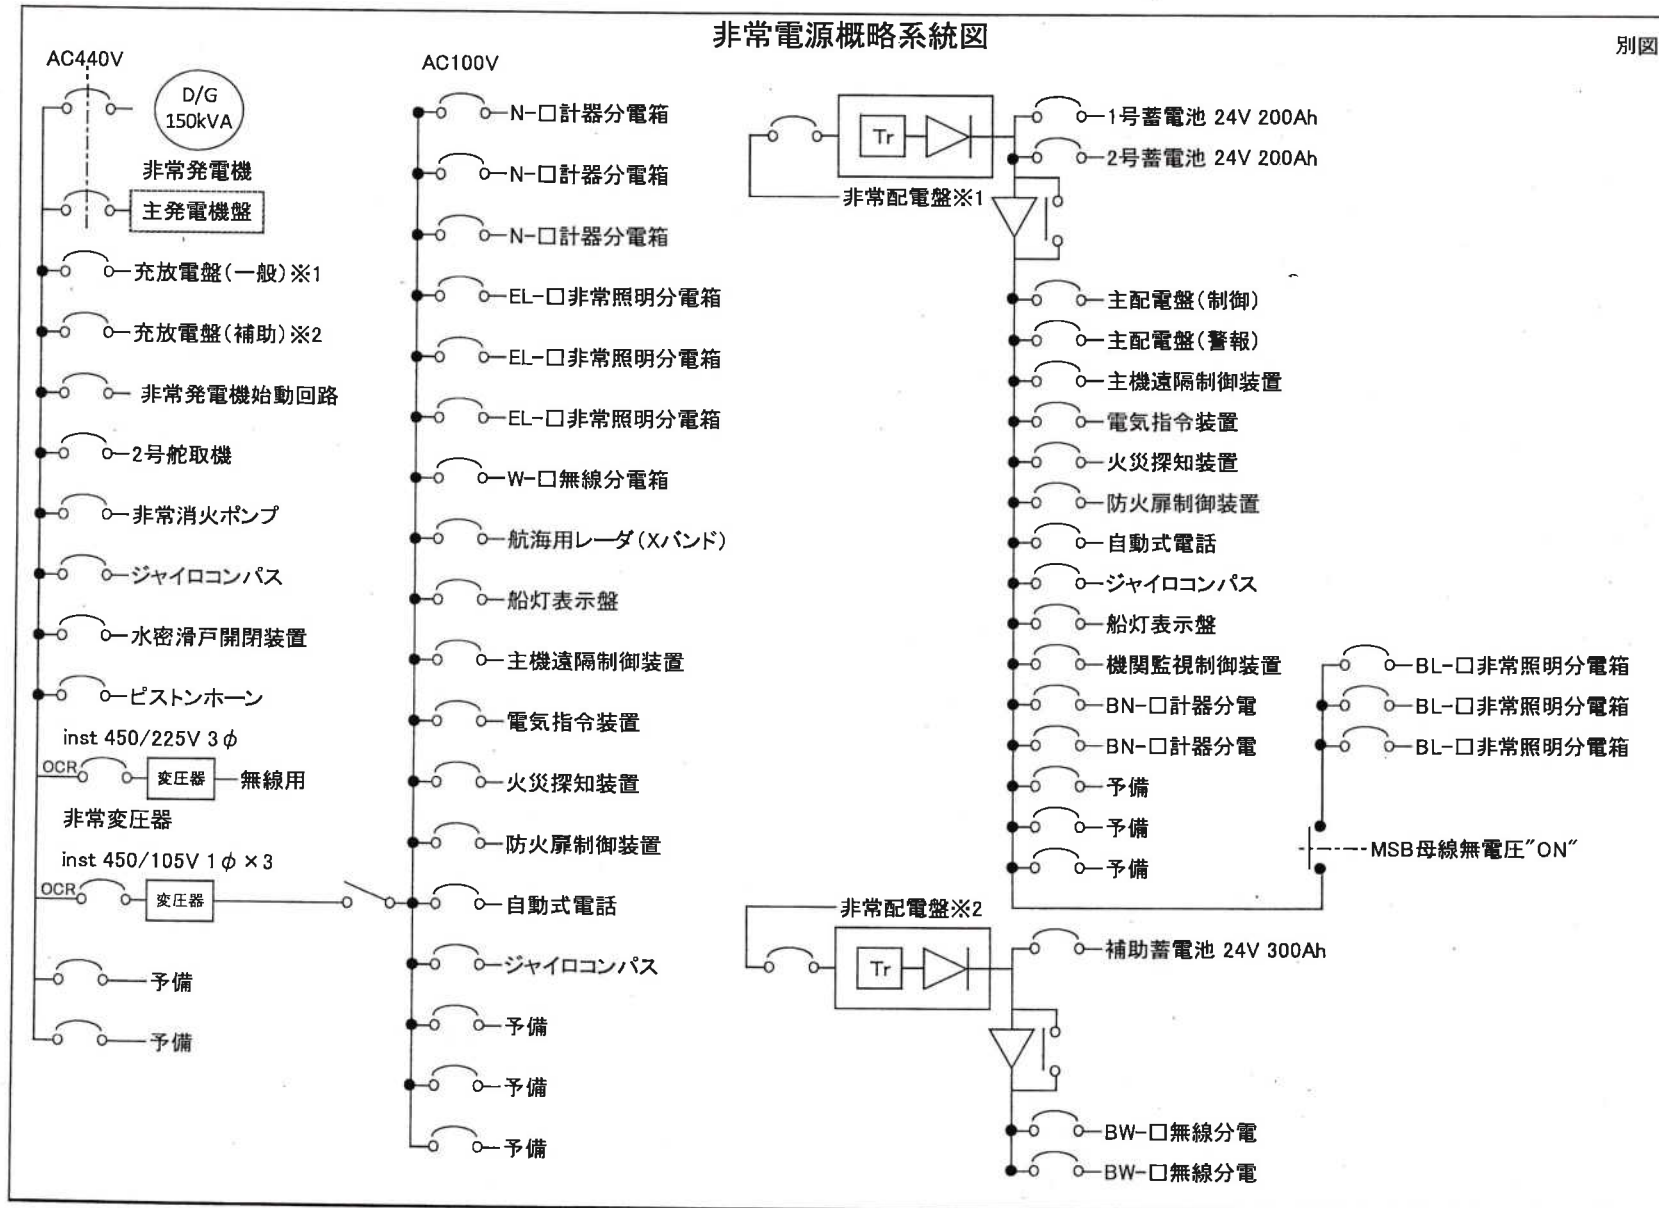 非常電源概略系統図
別図
AC440V
D/G
150kVA
非常発電機
主発電機盤
充放電盤(一般)※1
充放電盤(補助)※2
非常発電機始動回路
2号舵取機
非常消火ポンプ
ジャイロコンパス
水密滑戸開閉装置
ピストンホーン
inst 450/225V 3φ
OCR
変圧器
無線用
非常変圧器
inst 450/105V 1φ×3
OCR
変圧器
予備
予備
AC100V
N-口計器分電箱
N-口計器分電箱
N-口計器分電箱
EL-口非常照明分電箱
EL-口非常照明分電箱
EL-口非常照明分電箱
W-口無線分電箱
航海用レーダ(Xバンド)
船灯表示盤
主機遠隔制御装置
電気指令装置
火災探知装置
防火扉制御装置
自動式電話
ジャイロコンパス
予備
予備
予備
Tr
非常配電盤※1
1号蓄電池 24V 200Ah
2号蓄電池 24V 200Ah
主配電盤(制御)
主配電盤(警報)
主機遠隔制御装置
電気指令装置
火災探知装置
防火扉制御装置
自動式電話
ジャイロコンパス
船灯表示盤
機関監視制御装置
BN-口計器分電
BN-口計器分電
予備
予備
予備
BL-口非常照明分電箱
BL-口非常照明分電箱
BL-口非常照明分電箱
MSB母線無電圧"ON"
非常配電盤※2
Tr
補助蓄電池 24V 300Ah
BW-口無線分電
BW-口無線分電